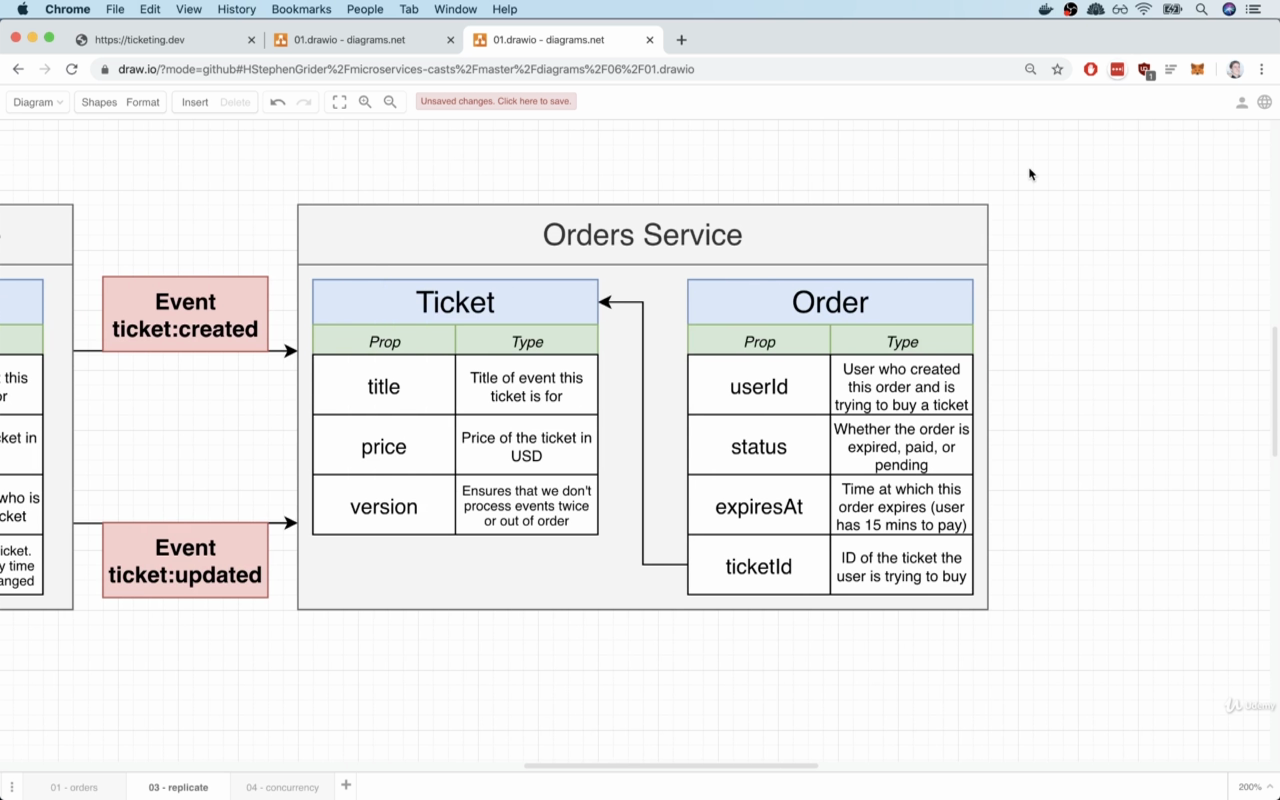 Chrome File Edit View History Bookmarks People Tab Window Help
https://ticketing.dev
01.drawio - diagrams.net
01.drawio - diagrams.net
draw.io/?mode=github#HStephenGrider%2Fmicroservices-casts%2Fmaster%2Fdiagrams%2F06%2F01.drawio
1
Diagram Shapes Format Insert Delete Unsaved changes. Click here to save.
Orders Service
Event
ticket:created
Event
ticket:updated
this
cket in
who is
cket
icket.
y time
anged
Ticket
Prop Type
title
Title of event this
ticket is for
price
Price of the ticket in
USD
version
Ensures that we don't
process events twice
or out of order
Order
Prop Type
userId
User who created
this order and is
trying to buy a ticket
status
Whether the order is
expired, paid, or
pending
expiresAt
Time at which this
order expires (user
has 15 mins to pay)
ticketId
ID of the ticket the
user is trying to buy
Udemy
01 - orders 03 - replicate 04 - concurrency
200%